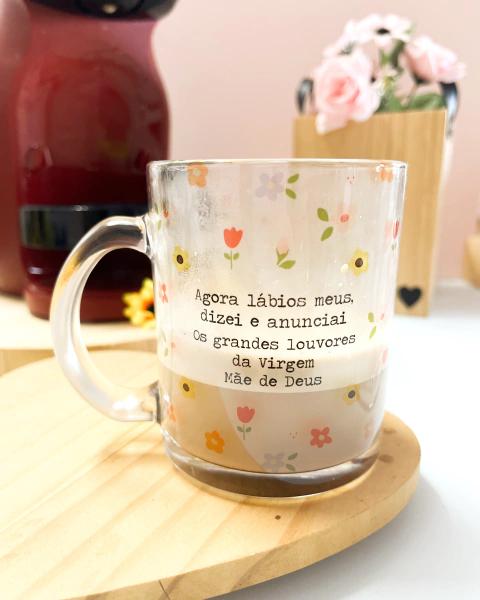 Agora lábios meus,
dizei e anunciai
Os grandes louvores
da Virgem
Mãe de Deus